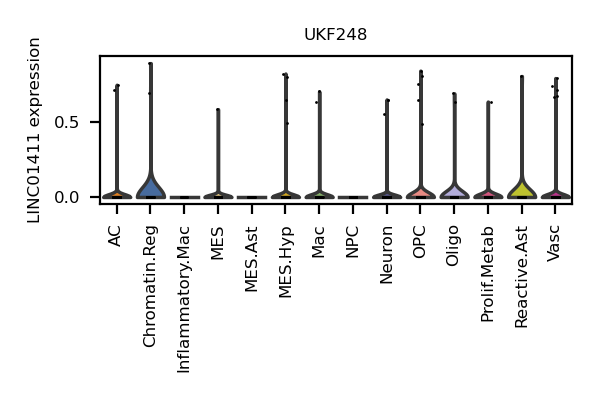 UKF248
LINC01411 expression
0.5
0.0
AC
Chromatin.Reg
Inflammatory.Mac
MES
MES.Ast
MES.Hyp
Mac
NPC
Neuron
OPC
Oligo
Prolif.Metab
Reactive.Ast
Vasc